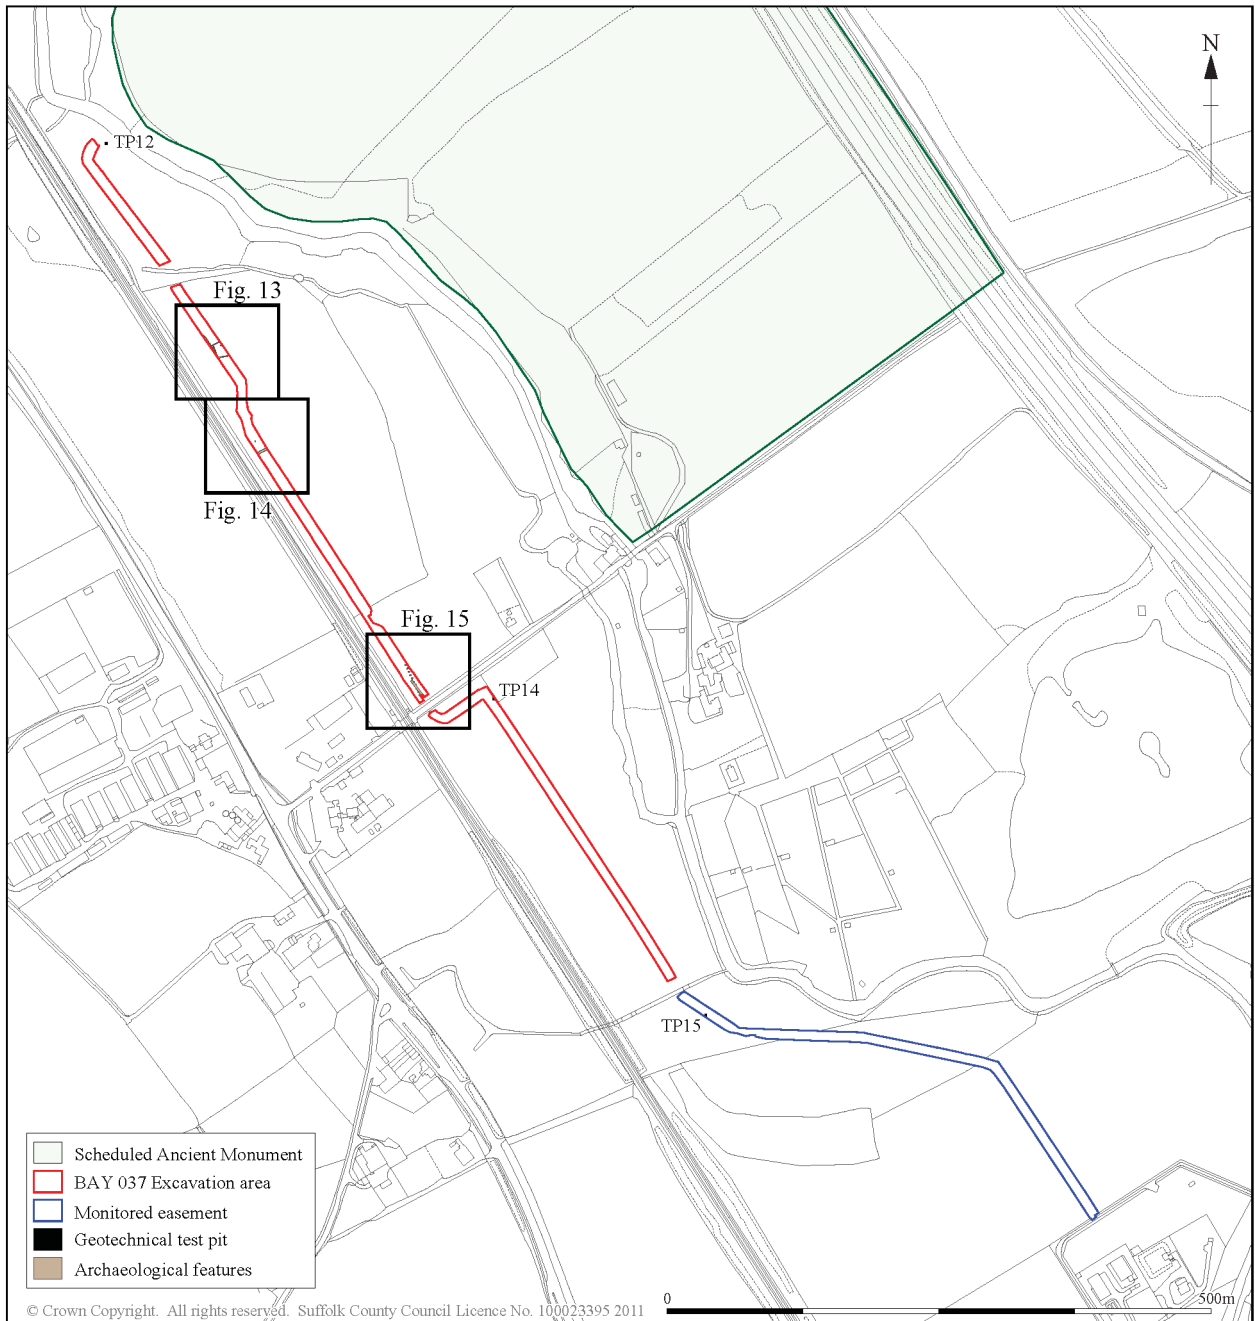 N
TP12
Fig. 13
Fig. 14
Fig. 15
TP14
TP15
Scheduled Ancient Monument
BAY 037 Excavation area
Monitored easement
Geotechnical test pit
Archaeological features
© Crown Copyright. All rights reserved. Suffolk County Council Licence No. 100023395 2011
0 500m